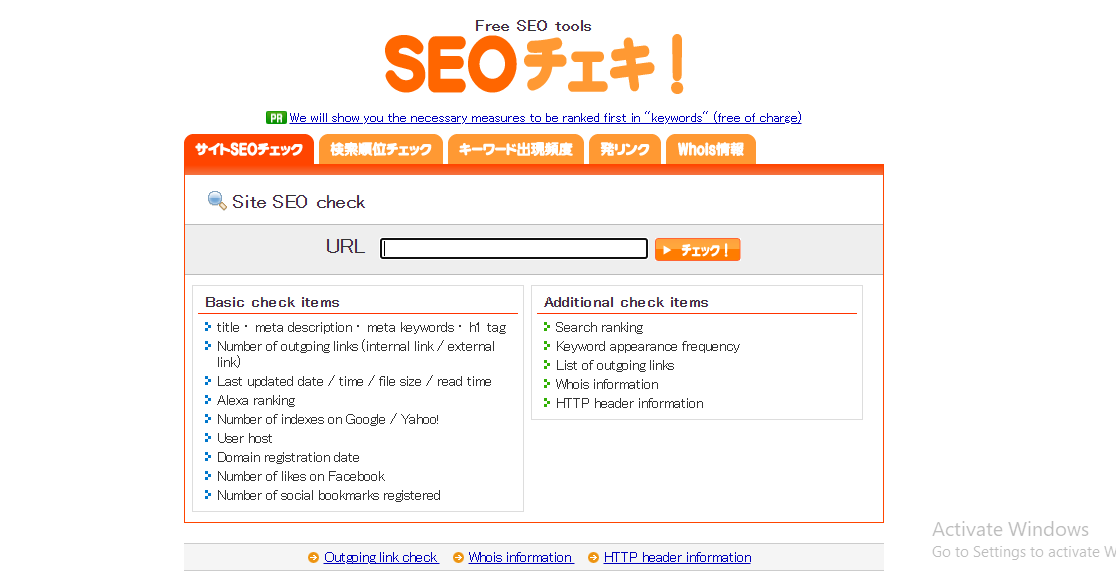 Free SEO tools
SEOチェキ！
PR We will show you the necessary measures to be ranked first in "keywords" (free of charge)
サイトSEOチェック 検索順位チェック キーワード出現頻度 発リンク Whois情報
Site SEO check
URL チェック！
Basic check items
title・ meta description・ meta keywords・ h1 tag
Number of outgoing links (internal link / external
link)
Last updated date / time / file size / read time
Alexa ranking
Number of indexes on Google / Yahoo!
User host
Domain registration date
Number of likes on Facebook
Number of social bookmarks registered
Additional check items
Search ranking
Keyword appearance frequency
List of outgoing links
Whois information
HTTP header information
Outgoing link check Whois information HTTP header information
Activate Windows
Go to Settings to activate W